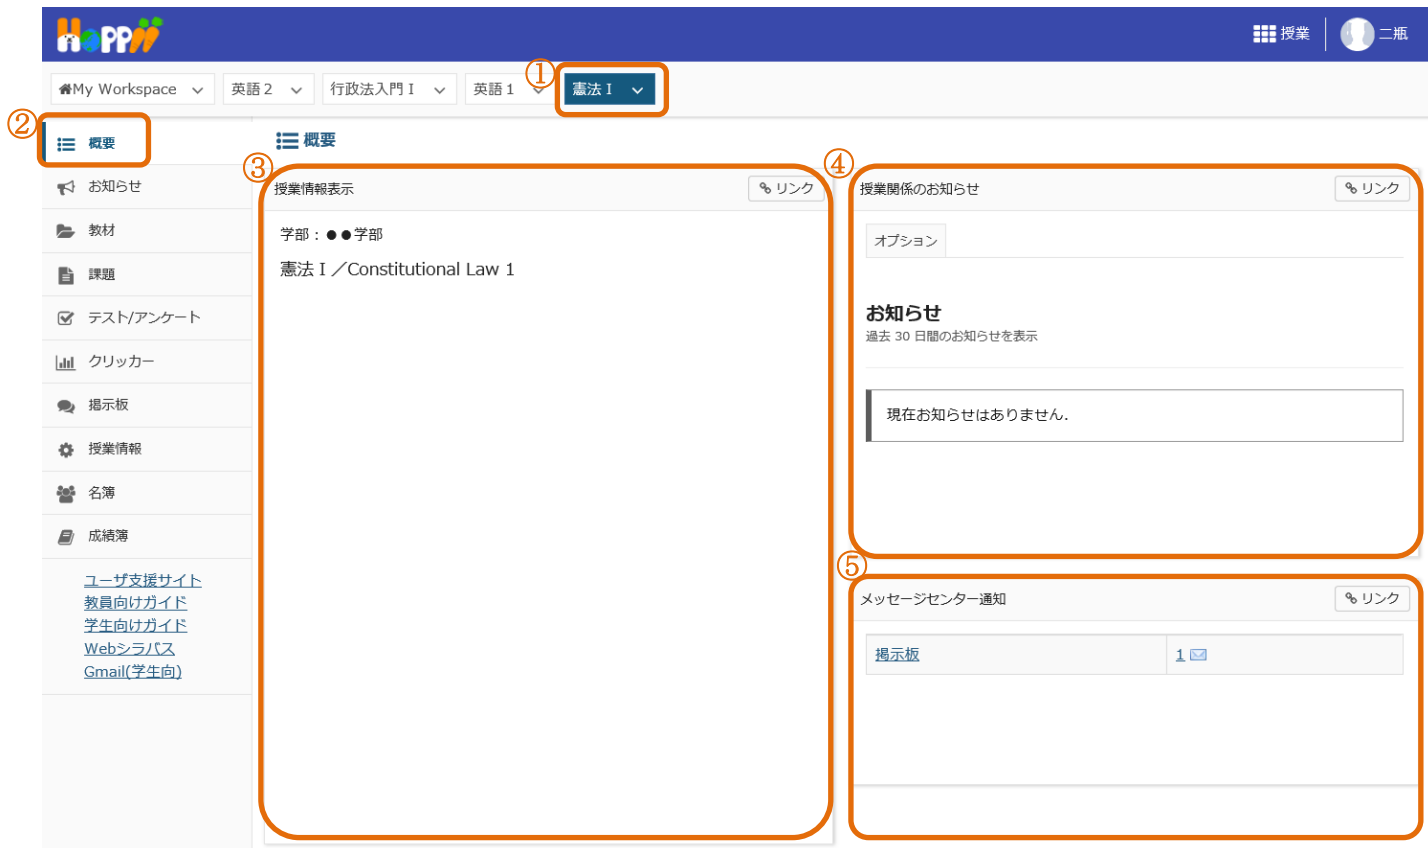 Hoppii
授業
二瓶
My Workspace
英語２
行政法入門Ⅰ
英語１
①
憲法Ⅰ
②
概要
お知らせ
教材
課題
テスト/アンケート
クリッカー
掲示板
授業情報
名簿
成績簿
ユーザ支援サイト
教員向けガイド
学生向けガイド
Webシラバス
Gmail(学生向)
概要
③
授業情報表示
リンク
学部：●●学部
憲法Ⅰ／Constitutional Law 1
④
授業関係のお知らせ
リンク
オプション
お知らせ
過去 30 日間のお知らせを表示
現在お知らせはありません.
⑤
メッセージセンター通知
リンク
掲示板
1